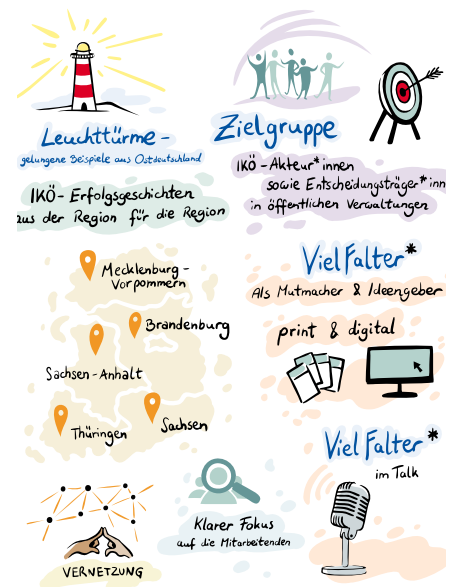 Leuchttürme -
gelungene Beispiele aus Ostdeutschland
IKÖ - Erfolgsgeschichten
aus der Region für die Region
Zielgruppe
IKÖ - Akteur*innen
sowie Entscheidungsträger*inn
in öffentlichen Verwaltungen
Mecklenburg -
Vorpommern
Brandenburg
Sachsen - Anhalt
Sachsen
Thüringen
VielFalter*
Als Mutmacher & Ideengeber
print & digital
VielFalter*
im Talk
VERNETZUNG
Klarer Fokus
auf die Mitarbeitenden